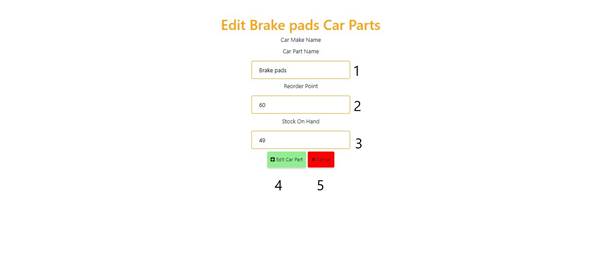 Edit Brake pads Car Parts
Car Make Name
Car Part Name
Brake pads 1
Reorder Point
60 2
Stock On Hand
49 3
Edit Car Part
4 5